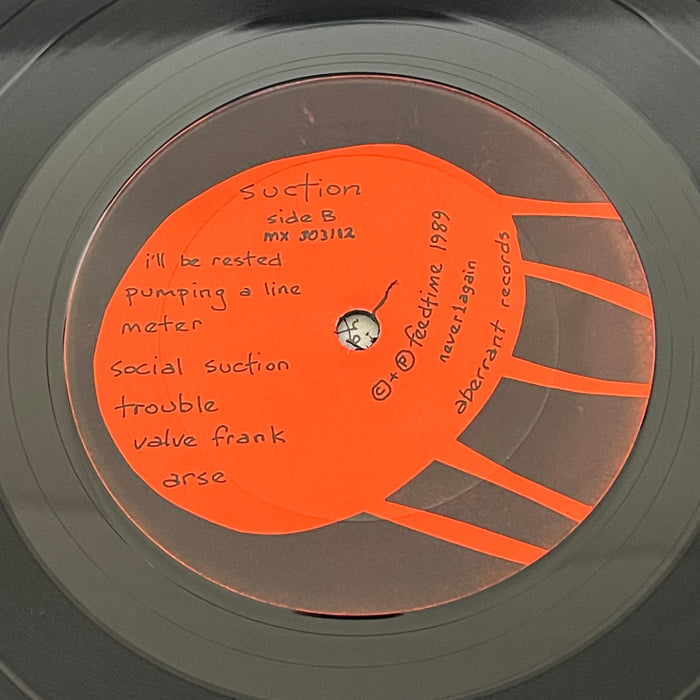 suction
side B
mx 303112
i'll be rested
pumping a line
meter
social suction
trouble
valve frank
arse
© + ℗ feedtime 1989
never1again
aberrant records